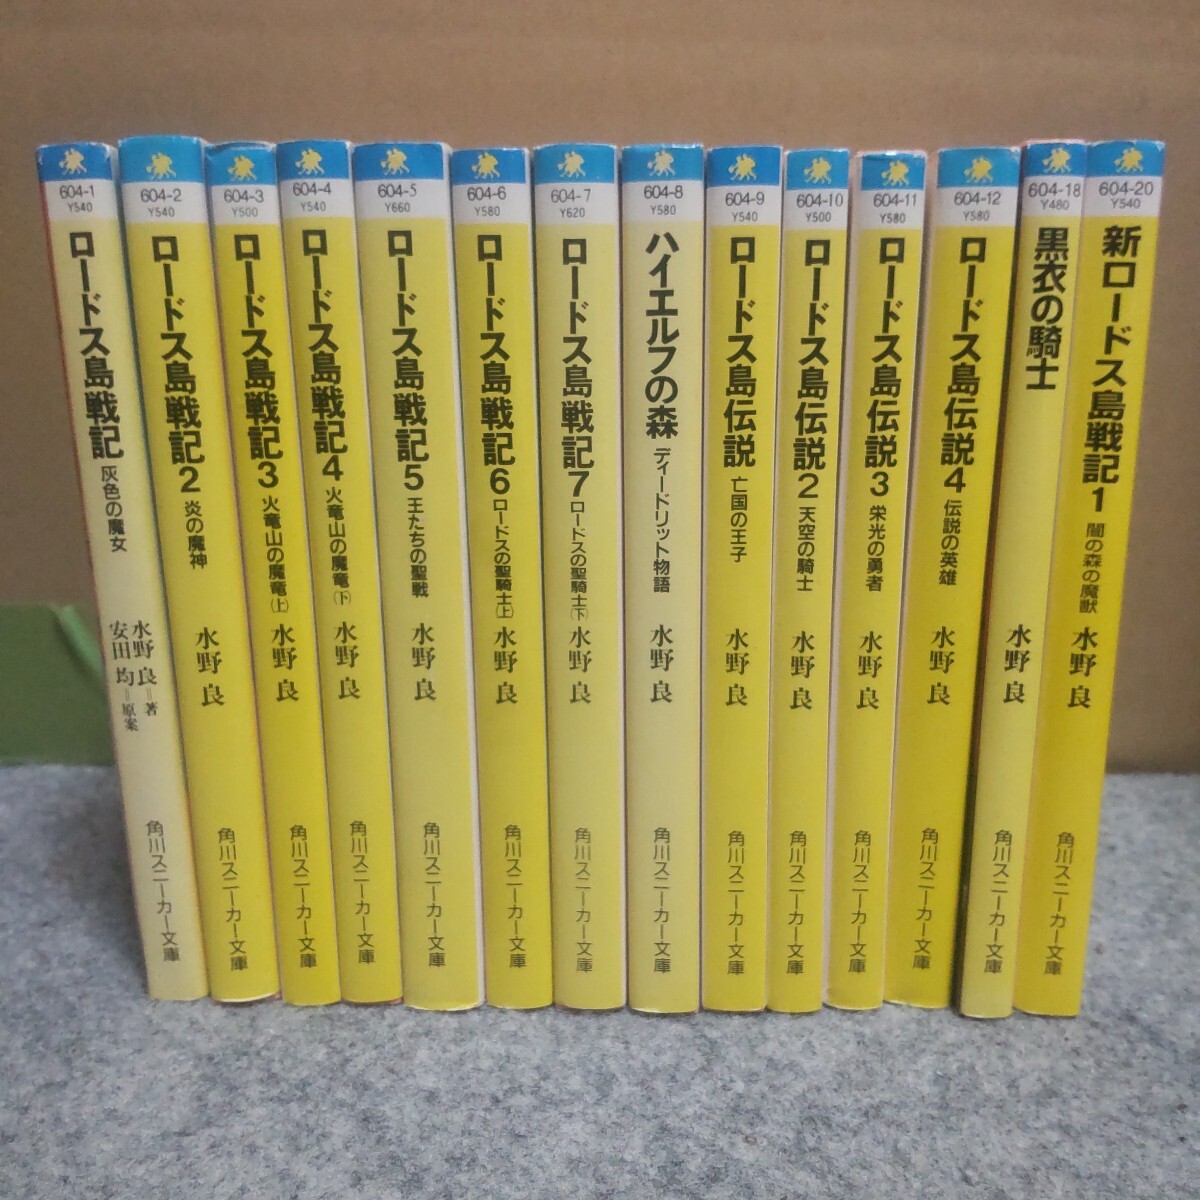 604-1
Y540
ロードス島戦記 灰色の魔女
水野 良=著
安田 均=原案
角川スニーカー文庫
604-2
Y540
ロードス島戦記2 炎の魔神
水野 良
角川スニーカー文庫
604-3
Y500
ロードス島戦記3 火竜山の魔竜(上)
水野 良
角川スニーカー文庫
604-4
Y540
ロードス島戦記4 火竜山の魔竜(下)
水野 良
角川スニーカー文庫
604-5
Y660
ロードス島戦記5 王たちの聖戦
水野 良
角川スニーカー文庫
604-6
Y580
ロードス島戦記6 ロードスの聖騎士(上)
水野 良
角川スニーカー文庫
604-7
Y620
ロードス島戦記7 ロードスの聖騎士(下)
水野 良
角川スニーカー文庫
604-8
Y580
ハイエルフの森 ディードリット物語
水野 良
角川スニーカー文庫
604-9
Y540
ロードス島伝説 亡国の王子
水野 良
角川スニーカー文庫
604-10
Y500
ロードス島伝説2 天空の騎士
水野 良
角川スニーカー文庫
604-11
Y580
ロードス島伝説3 栄光の勇者
水野 良
角川スニーカー文庫
604-12
Y580
ロードス島伝説4 伝説の英雄
水野 良
角川スニーカー文庫
604-18
Y480
黒衣の騎士
水野 良
角川スニーカー文庫
604-20
Y540
新ロードス島戦記1 闇の森の魔獣
水野 良
角川スニーカー文庫